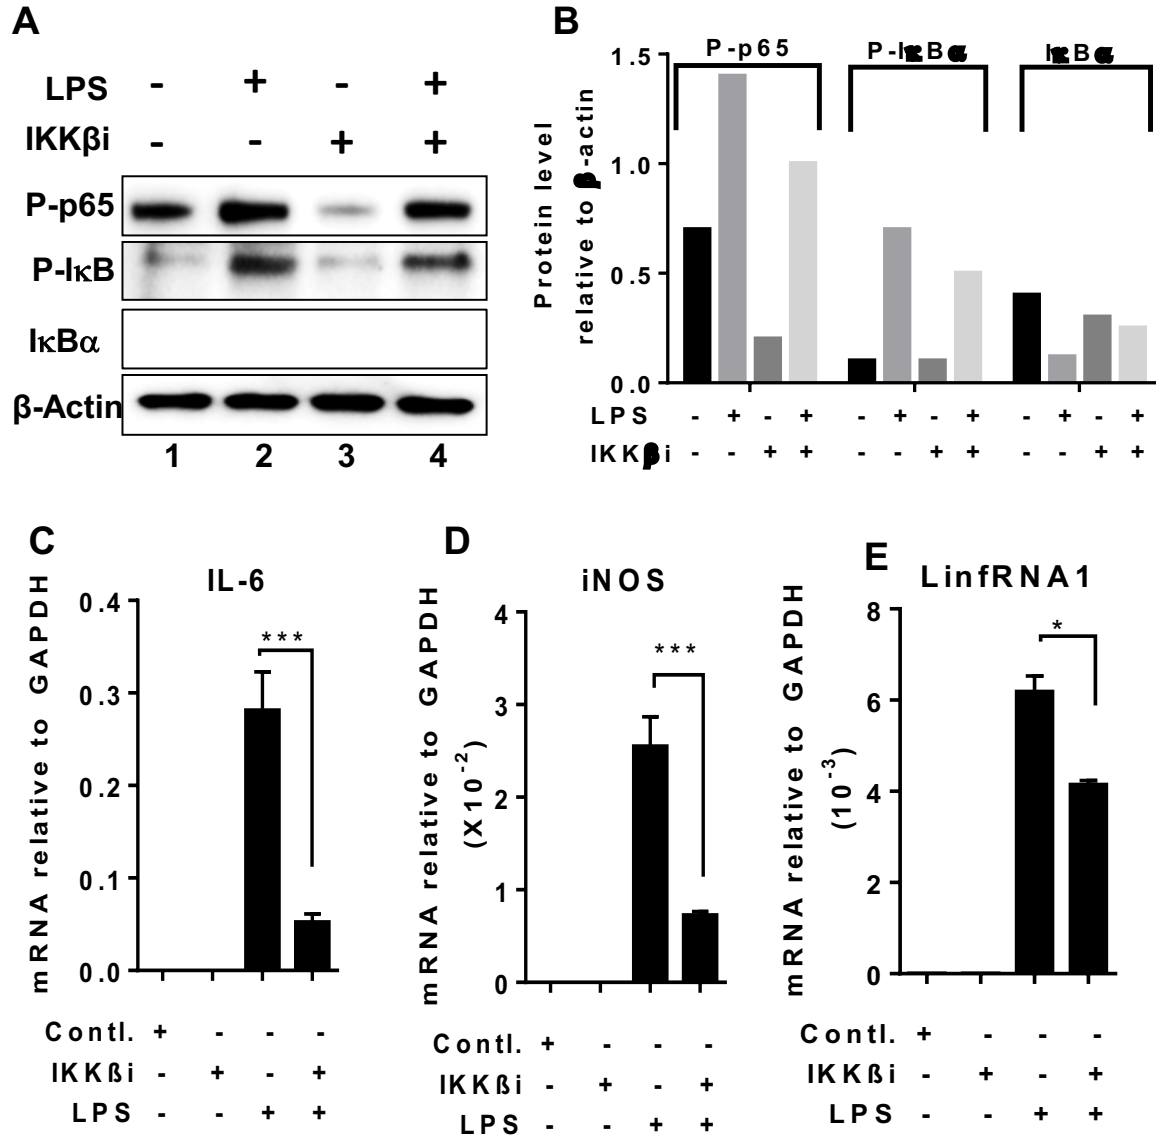 A
LPS - + - +
IKKβi - - + +
P-p65
P-IκB
IκBα
β-Actin
1 2 3 4
B
P-p65 P-IκBα IκBα
Protein level
relative to β-actin
1.5
1.0
0.5
0.0
LPS - + - + - + - + - + - +
IKKβi - - + + - - + + - - + +
C
IL-6
mRNA relative to GAPDH
0.4
0.3
0.2
0.1
0.0
***
Contl. + - - -
IKKßi - + - +
LPS - - + +
D
iNOS
mRNA relative to GAPDH
(X10-2)
4
3
2
1
0
***
Contl. + - - -
IKKßi - + - +
LPS - - + +
E
LinfRNA1
mRNA relative to GAPDH
(10-3)
8
6
4
2
0
*
Contl. + - - -
IKKßi - + - +
LPS - - + +